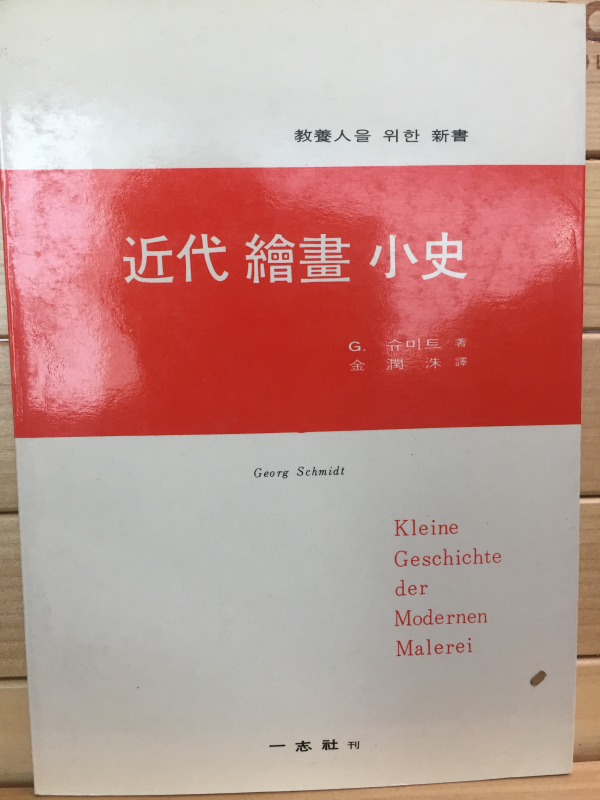 教養人을 위한 新書
近代 繪畫 小史
G. 슈미트 著
金 潤 洙 譯
Georg Schmidt
Kleine
Geschichte
der
Modernen
Malerei
一志社 刊